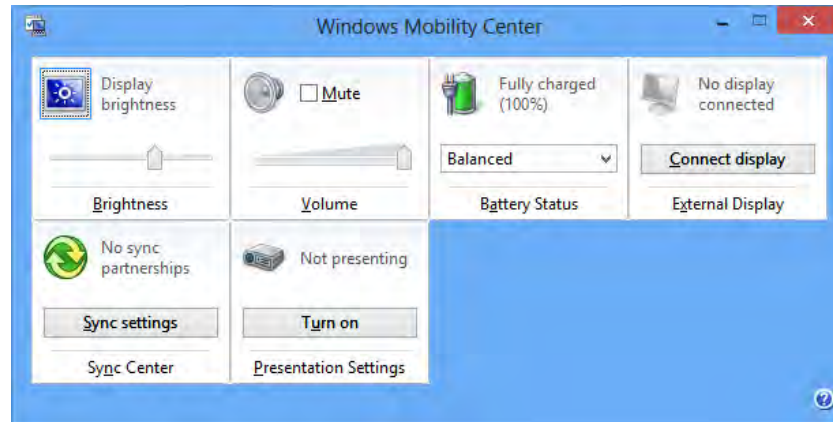 Windows Mobility Center
Display
brightness
Brightness
Mute
Volume
Fully charged
(100%)
Balanced
Battery Status
No display
connected
Connect display
External Display
No sync
partnerships
Sync settings
Sync Center
Not presenting
Turn on
Presentation Settings